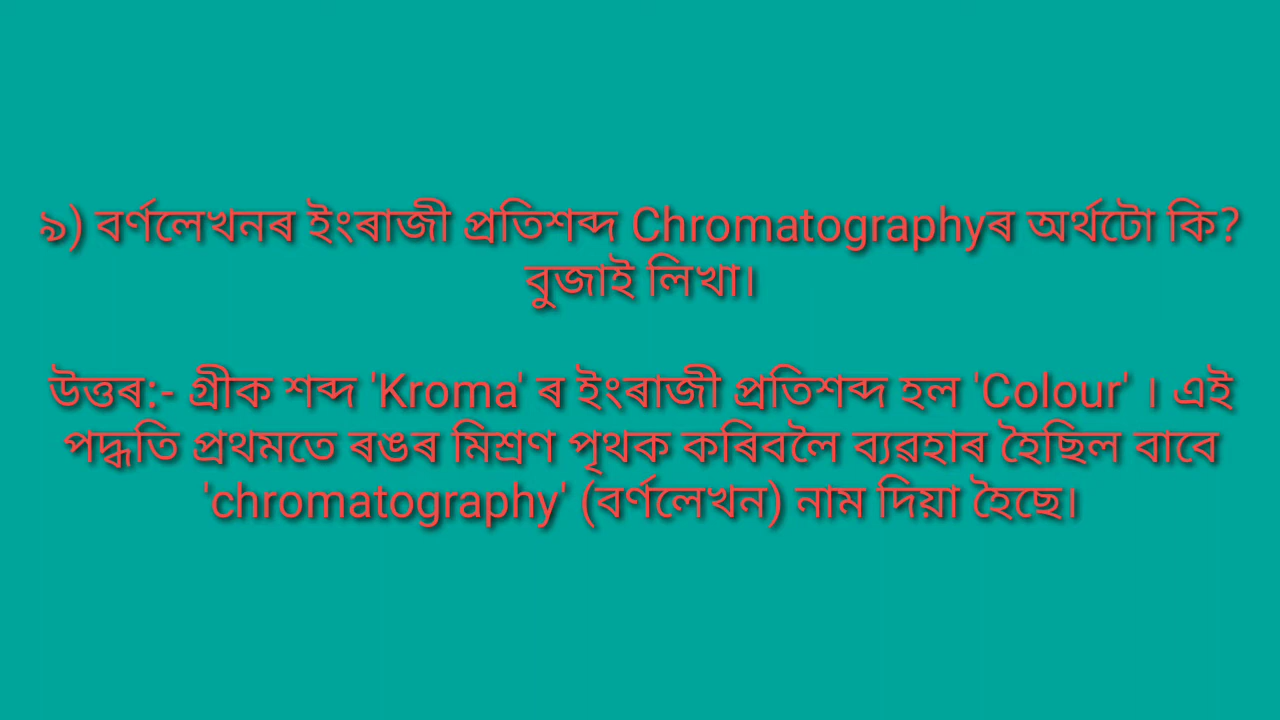 ৯) বৰ্ণলেখনৰ ইংৰাজী প্ৰতিশব্দ Chromatographyৰ অৰ্থটো কি?
বুজাই লিখা।
উত্তৰ:- গ্ৰীক শব্দ 'Kroma' ৰ ইংৰাজী প্ৰতিশব্দ হল 'Colour' । এই
পদ্ধতি প্ৰথমতে ৰঙৰ মিশ্ৰণ পৃথক কৰিবলৈ ব্যৱহাৰ হৈছিল বাবে
'chromatography' (বৰ্ণলেখন) নাম দিয়া হৈছে।